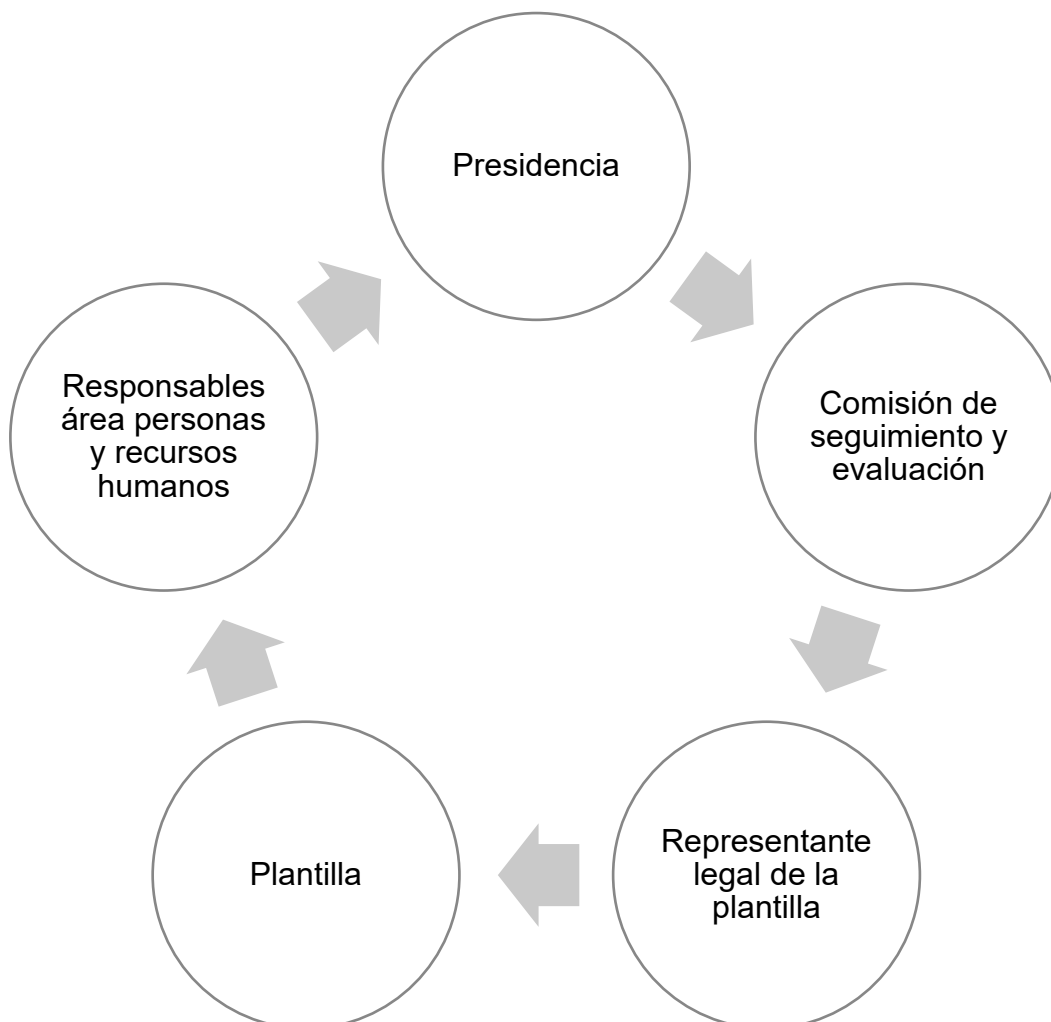 Presidencia
Comisión de
seguimiento y
evaluación
Representante
legal de la
plantilla
Plantilla
Responsables
área personas
y recursos
humanos